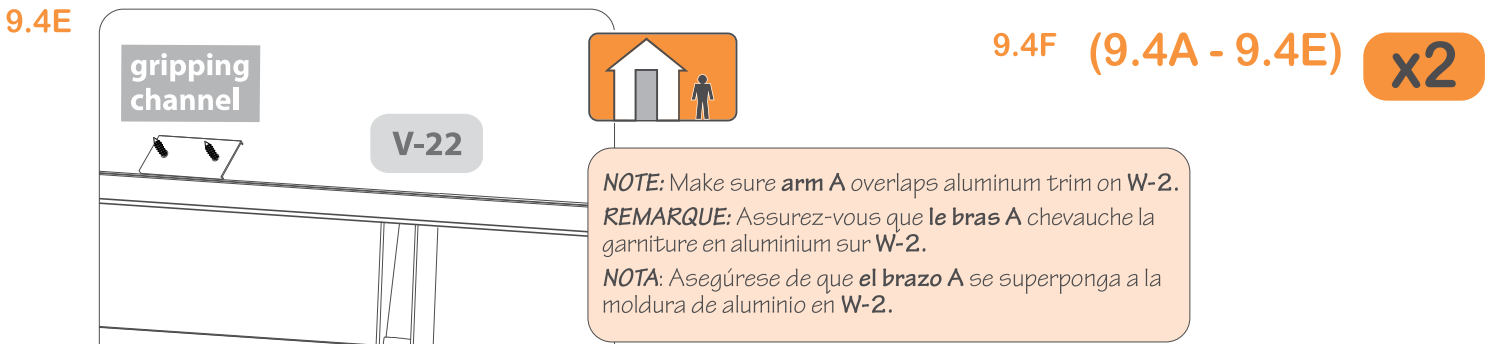 9.4E
gripping
channel
V-22
9.4F (9.4A - 9.4E) x2
NOTE: Make sure arm A overlaps aluminum trim on W-2.
REMARQUE: Assurez-vous que le bras A chevauche la
garniture en aluminium sur W-2.
NOTA: Asegúrese de que el brazo A se superponga a la
moldura de aluminio en W-2.